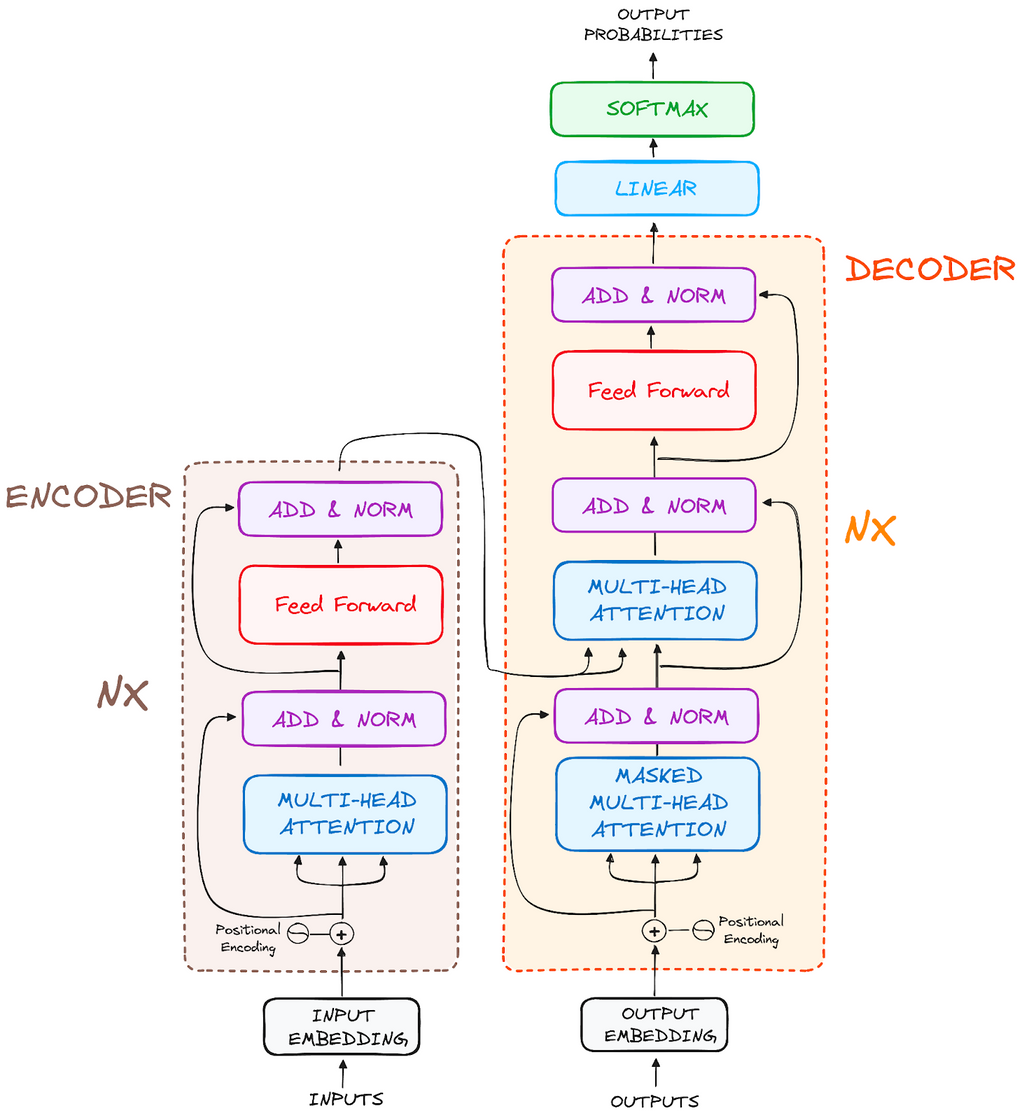 OUTPUT
PROBABILITIES
SOFTMAX
LINEAR
DECODER
ADD & NORM
Feed Forward
ADD & NORM
NX
MULTI-HEAD
ATTENTION
ADD & NORM
MASKED
MULTI-HEAD
ATTENTION
Positional
Encoding
OUTPUT
EMBEDDING
OUTPUTS
ENCODER
ADD & NORM
Feed Forward
NX
ADD & NORM
MULTI-HEAD
ATTENTION
Positional
Encoding
INPUT
EMBEDDING
INPUTS